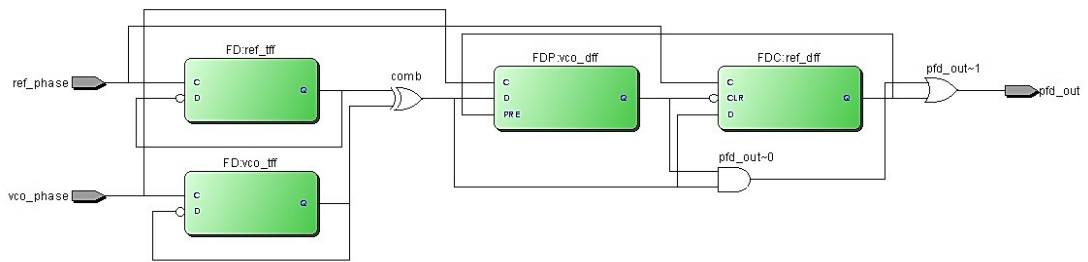 FD:ref_tff
ref_phase
C
D
Q
comb
FDP:vco_dff
C
D
PRE
Q
FDC:ref_dff
C
CLR
D
Q
pfd_out~1
pfd_out
FD:vco_tff
vco_phase
C
D
Q
pfd_out~0